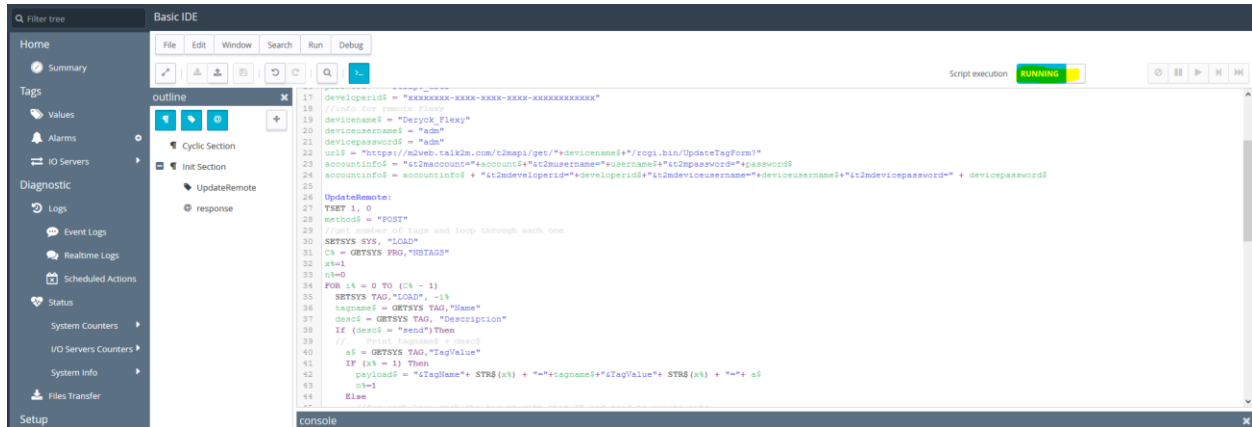 Filter tree
Basic IDE
Home
Summary
Tags
Values
Alarms
IO Servers
Diagnostic
Logs
Event Logs
Realtime Logs
Scheduled Actions
Status
System Counters
I/O Servers Counters
System Info
Files Transfer
Setup
File Edit Window Search Run Debug
Script execution RUNNING
outline
Cyclic Section
Init Section
UpdateRemote
response
17 developerid$ = "xxxxxxxx-xxxx-xxxx-xxxx-xxxxxxxxxxxx"
18 //info for remote flexy
19 devicename$ = "Deryck_Flexy"
20 deviceusername$ = "adm"
21 devicepassword$ = "adm"
22 url$ = "https://m2web.talk2m.com/t2mapi/get/"+devicename$+"/rcgi.bin/UpdateTagForm?"
23 accountinfo$ = "&t2maccount="+account$+"&t2musername="+username$+"&t2mpassword="+password$
24 accountinfo$ = accountinfo$ + "&t2mdeveloperid="+developerid$+"&t2mdeviceusername="+deviceusername$+"&t2mdevicepassword=" + devicepassword$
25
26 UpdateRemote:
27 TSET 1, 0
28 method$ = "POST"
29 //get number of tags and loop through each one
30 SETSYS SYS, "LOAD"
31 C% = GETSYS PRG,"NBTAGS"
32 x%=1
33 n%=0
34 FOR i% = 0 TO (C% - 1)
35 SETSYS TAG,"LOAD", -i%
36 tagname$ = GETSYS TAG,"Name"
37 desc$ = GETSYS TAG, "Description"
38 If (desc$ = "send")Then
39 // Print tagname$ + desc$
40 a$ = GETSYS TAG,"TagValue"
41 IF (x% = 1) Then
42 payload$ = "&TagName"+ STR$(x%) + "="+tagname$+"&TagValue"+ STR$(x%) + "="+ a$
43 n%=1
44 Else
console